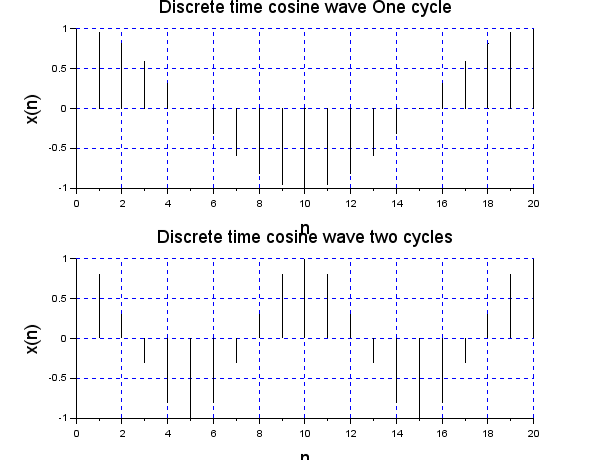 Discrete time cosine wave One cycle
1
0.5
0
-0.5
-1
x(n)
0 2 4 6 8 10 12 14 16 18 20
n
Discrete time cosine wave two cycles
1
0.5
0
-0.5
-1
x(n)
0 2 4 6 8 10 12 14 16 18 20
n